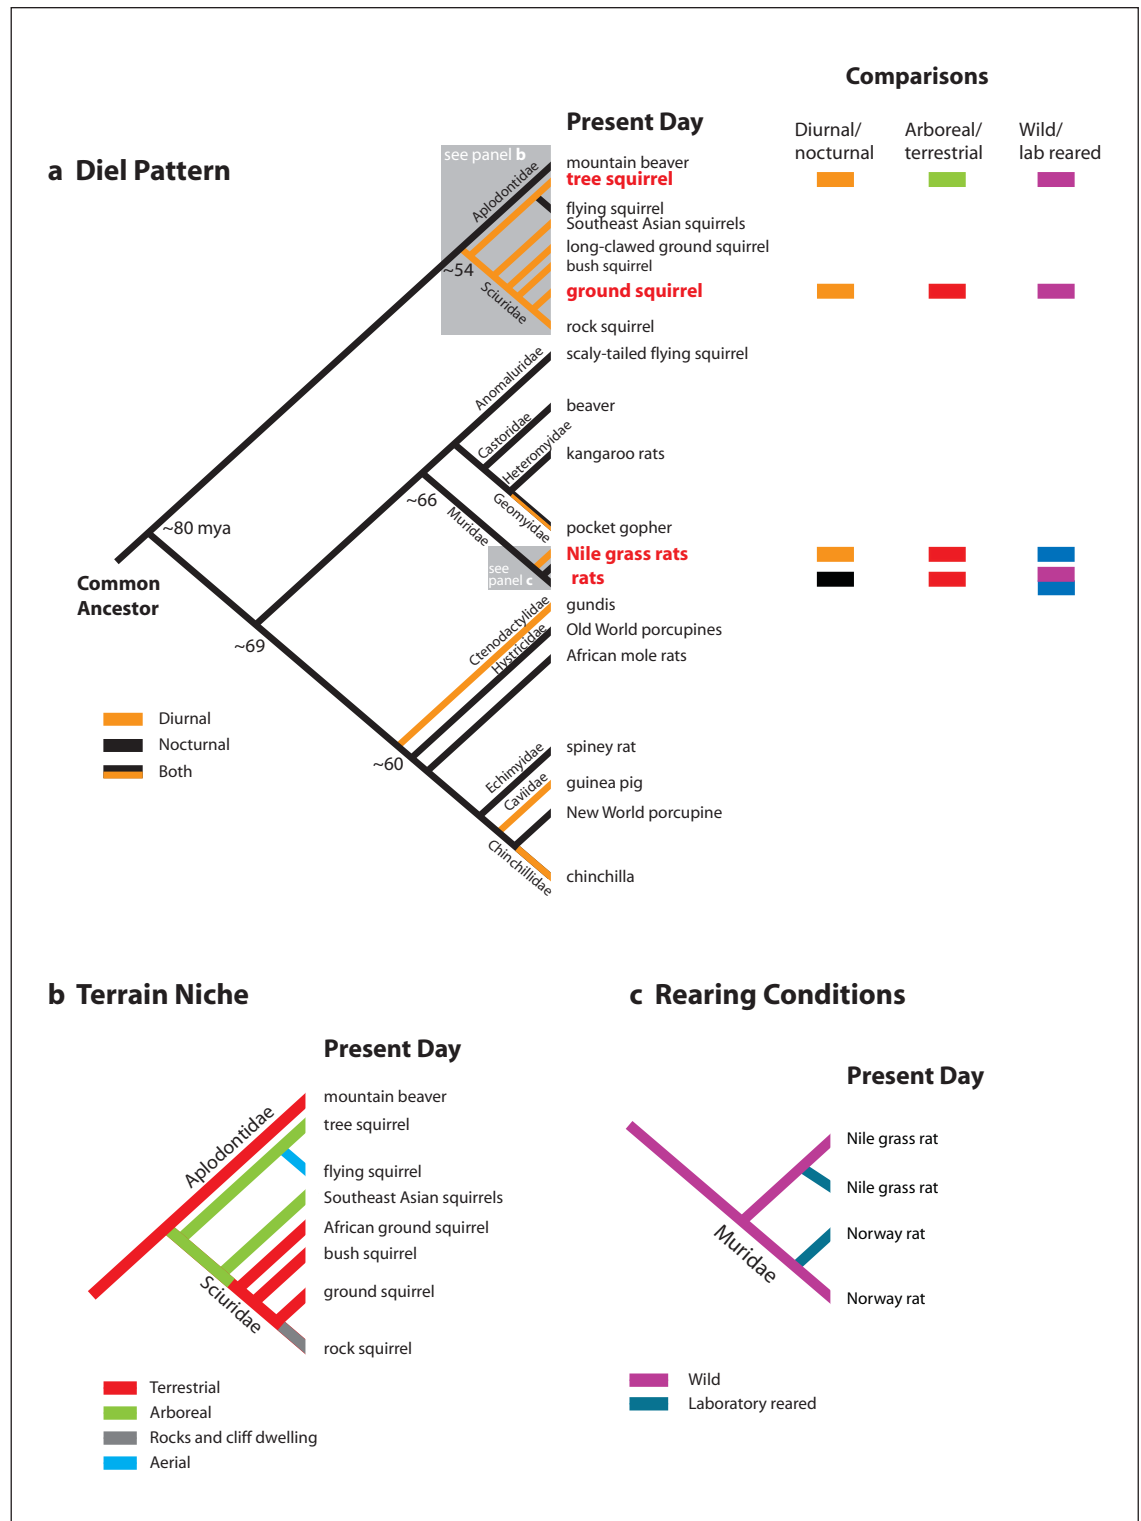 Comparisons
Present Day
Diurnal/
nocturnal
Arboreal/
terrestrial
Wild/
lab reared
a Diel Pattern
see panel b
mountain beaver
tree squirrel
flying squirrel
Southeast Asian squirrels
long-clawed ground squirrel
bush squirrel
ground squirrel
rock squirrel
scaly-tailed flying squirrel
beaver
kangaroo rats
pocket gopher
Nile grass rats
rats
gundis
Old World porcupines
African mole rats
spiney rat
guinea pig
New World porcupine
chinchilla
Aplodontidae
~54
Sciuridae
Anomaluridae
Castoridae
Heteromyidae
Geomyidae
~66
Muridae
see
panel c
~80 mya
Common
Ancestor
~69
Ctenodactylidae
Hystricidae
~60
Echimyidae
Caviidae
Chinchillidae
Diurnal
Nocturnal
Both
b Terrain Niche
Present Day
mountain beaver
tree squirrel
flying squirrel
Southeast Asian squirrels
African ground squirrel
bush squirrel
ground squirrel
rock squirrel
Aplodontidae
Sciuridae
Terrestrial
Arboreal
Rocks and cliff dwelling
Aerial
c Rearing Conditions
Present Day
Nile grass rat
Nile grass rat
Norway rat
Norway rat
Muridae
Wild
Laboratory reared